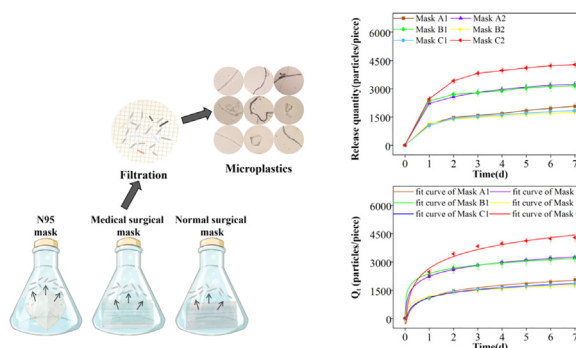 Filtration
Microplastics
N95
mask
Medical surgical
mask
Normal surgical
mask
Release quantity(particles/piece)
6000
4500
3000
1500
0
Mask A1
Mask A2
Mask B1
Mask B2
Mask C1
Mask C2
0 1 2 3 4 5 6 7
Time(d)
Qt (particles/piece)
6000
4500
3000
1500
0
fit curve of Mask A1
fit curve of Mask
fit curve of Mask B1
fit curve of Mask
fit curve of Mask C1
fit curve of Mask
0 1 2 3 4 5 6 7
Time(d)